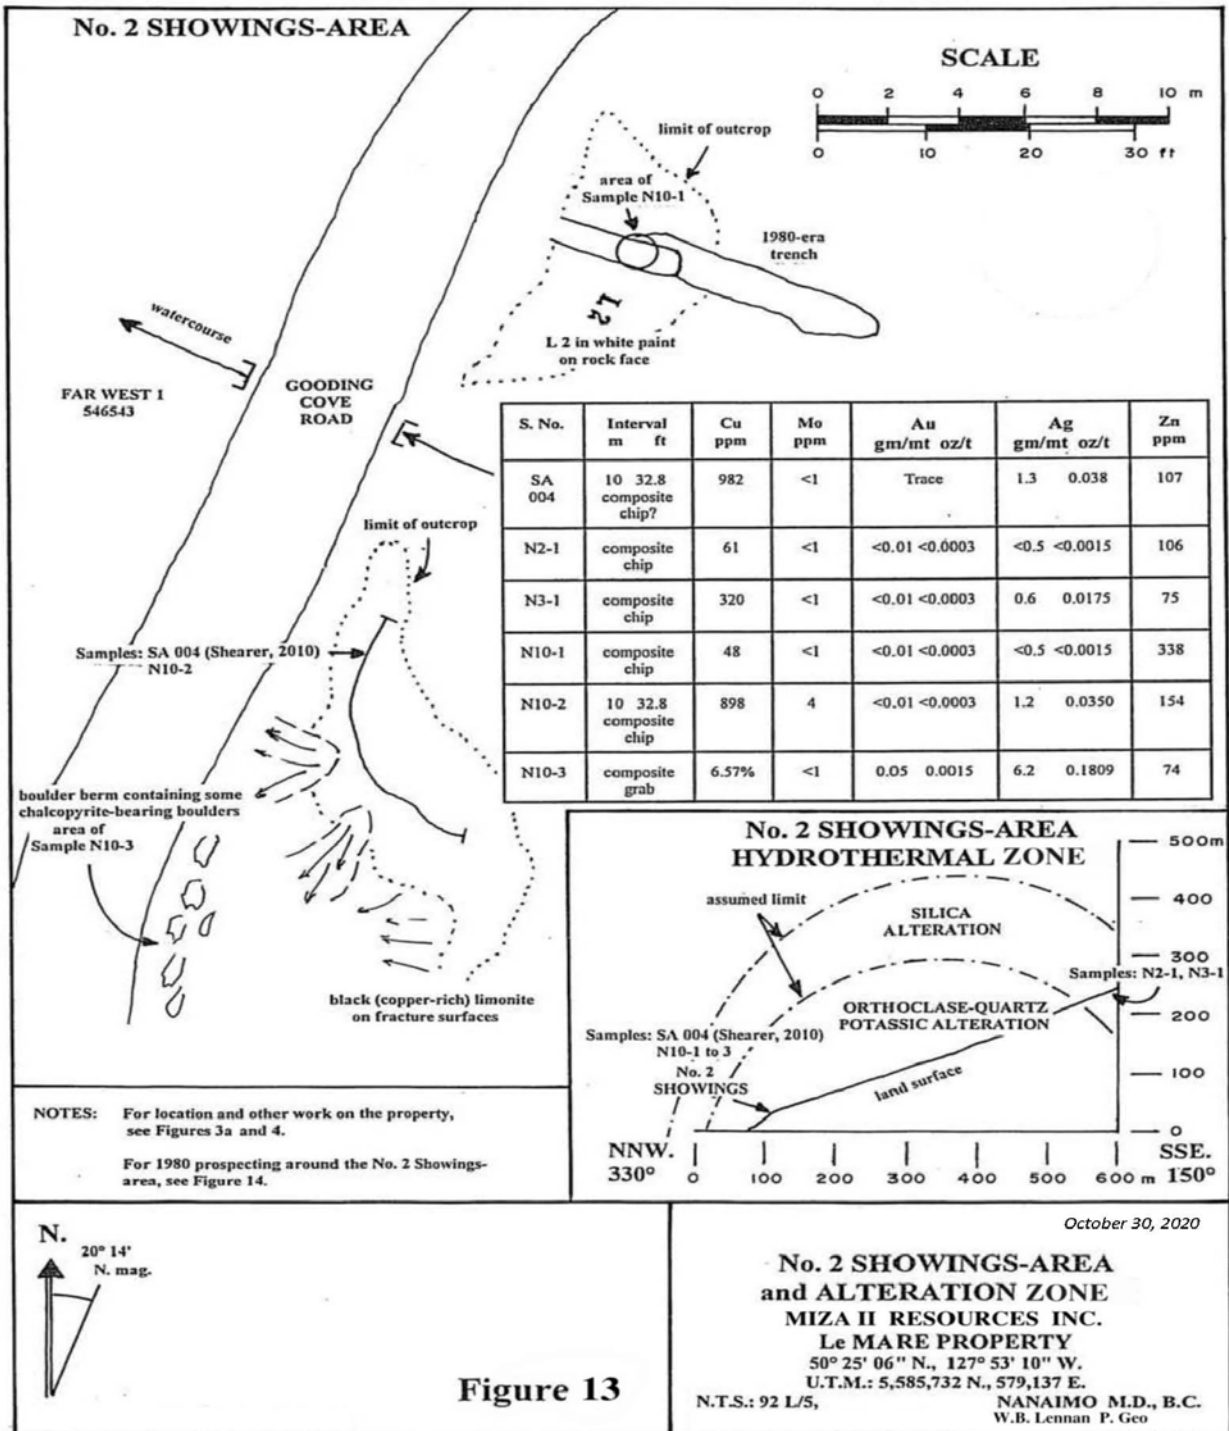 No. 2 SHOWINGS-AREA
SCALE
0 2 4 6 8 10 m
0 10 20 30 ft
limit of outcrop
area of
Sample N10-1
1980-era
trench
L 2
L 2 in white paint
on rock face
watercourse
FAR WEST 1
546543
GOODING
COVE
ROAD
S. No. Interval Cu Mo Au Ag Zn
m ft ppm ppm gm/mt oz/t gm/mt oz/t ppm
SA 10 32.8 982 <1 Trace 1.3 0.038 107
004 composite
chip?
N2-1 composite 61 <1 <0.01 <0.0003 <0.5 <0.0015 106
chip
N3-1 composite 320 <1 <0.01 <0.0003 0.6 0.0175 75
chip
N10-1 composite 48 <1 <0.01 <0.0003 <0.5 <0.0015 338
chip
N10-2 10 32.8 898 4 <0.01 <0.0003 1.2 0.0350 154
composite
chip
N10-3 composite 6.57% <1 0.05 0.0015 6.2 0.1809 74
grab
limit of outcrop
Samples: SA 004 (Shearer, 2010)
N10-2
boulder berm containing some
chalcopyrite-bearing boulders
area of
Sample N10-3
black (copper-rich) limonite
on fracture surfaces
No. 2 SHOWINGS-AREA
HYDROTHERMAL ZONE
500m
400
300
200
100
0
assumed limit
SILICA
ALTERATION
Samples: N2-1, N3-1
ORTHOCLASE-QUARTZ
POTASSIC ALTERATION
Samples: SA 004 (Shearer, 2010)
N10-1 to 3
No. 2
SHOWINGS
land surface
NNW. SSE.
330° 0 100 200 300 400 500 600 m 150°
NOTES: For location and other work on the property,
see Figures 3a and 4.
For 1980 prospecting around the No. 2 Showings-
area, see Figure 14.
N.
20° 14'
N. mag.
Figure 13
October 30, 2020
No. 2 SHOWINGS-AREA
and ALTERATION ZONE
MIZA II RESOURCES INC.
Le MARE PROPERTY
50° 25' 06" N., 127° 53' 10" W.
U.T.M.: 5,585,732 N., 579,137 E.
N.T.S.: 92 L/5, NANAIMO M.D., B.C.
W.B. Lennan P. Geo